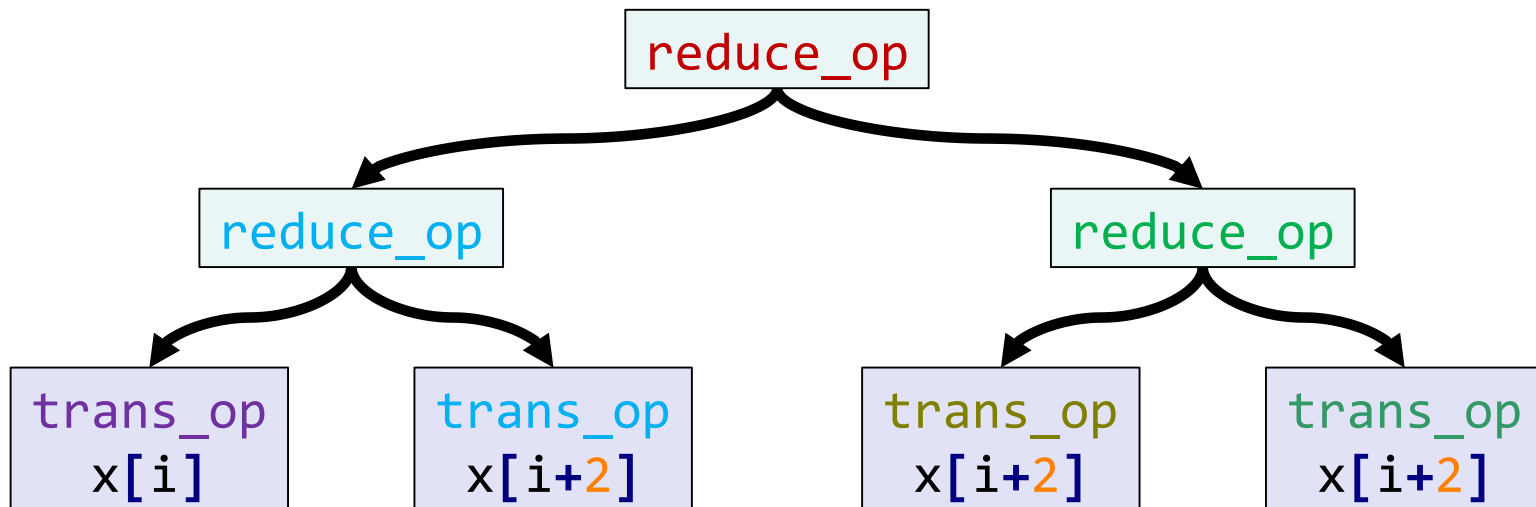 reduce_op
reduce_op
reduce_op
trans_op
x[i]
trans_op
x[i+2]
trans_op
x[i+2]
trans_op
x[i+2]